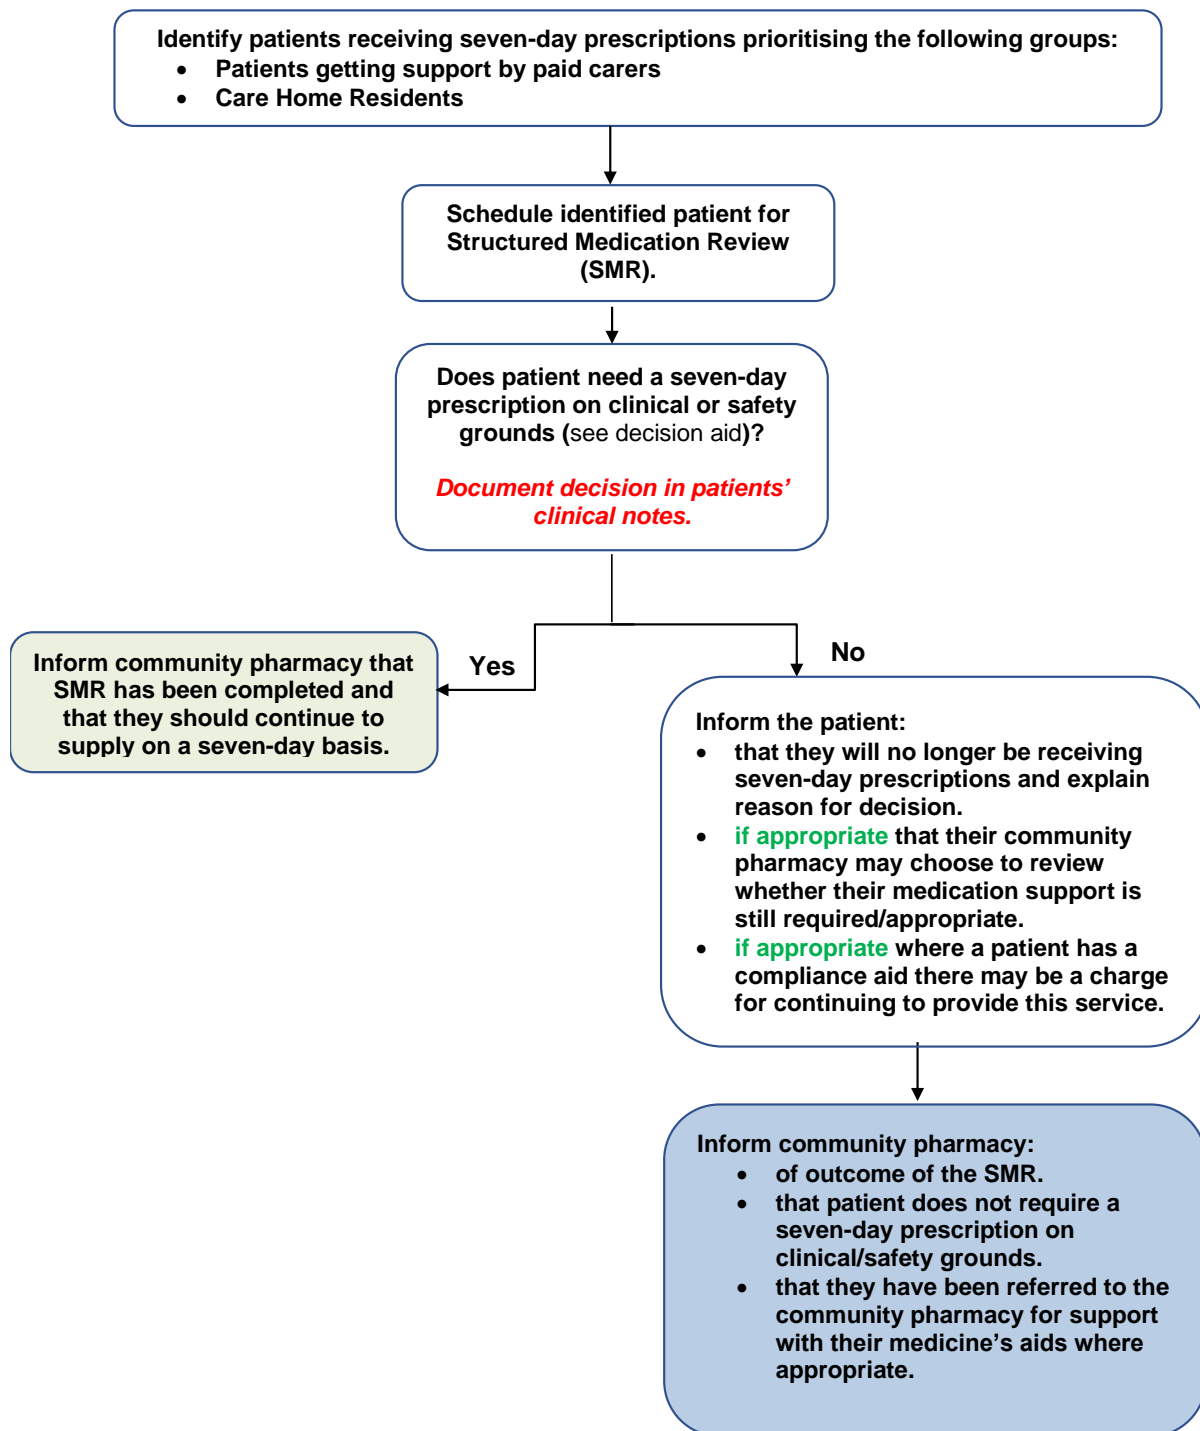 Identify patients receiving seven-day prescriptions prioritising the following groups:
• Patients getting support by paid carers
• Care Home Residents
Schedule identified patient for
Structured Medication Review
(SMR).
Does patient need a seven-day
prescription on clinical or safety
grounds (see decision aid)?
Document decision in patients’
clinical notes.
Yes
No
Inform community pharmacy that
SMR has been completed and
that they should continue to
supply on a seven-day basis.
Inform the patient:
• that they will no longer be receiving
seven-day prescriptions and explain
reason for decision.
• if appropriate that their community
pharmacy may choose to review
whether their medication support is
still required/appropriate.
• if appropriate where a patient has a
compliance aid there may be a charge
for continuing to provide this service.
Inform community pharmacy:
• of outcome of the SMR.
• that patient does not require a
seven-day prescription on
clinical/safety grounds.
• that they have been referred to the
community pharmacy for support
with their medicine’s aids where
appropriate.